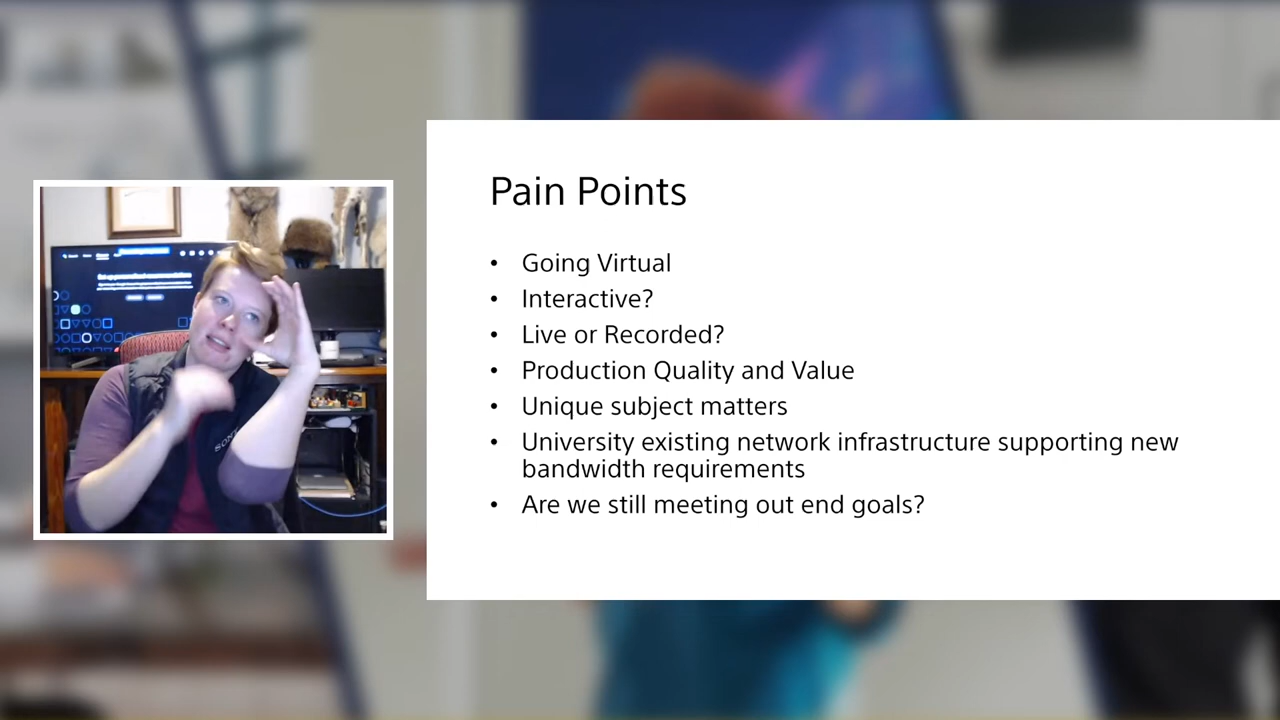 Pain Points
• Going Virtual
• Interactive?
• Live or Recorded?
• Production Quality and Value
• Unique subject matters
• University existing network infrastructure supporting new
bandwidth requirements
• Are we still meeting out end goals?
SONY